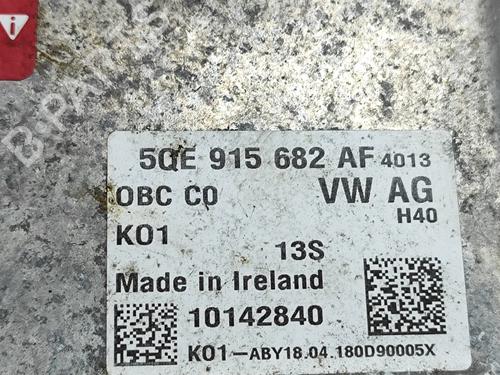 B-PARTS
5QE 915 682 AF 4013
OBC C0 VW AG
H40
K01
13S
Made in Ireland
10142840
K01-ABY18.04.180D90005X